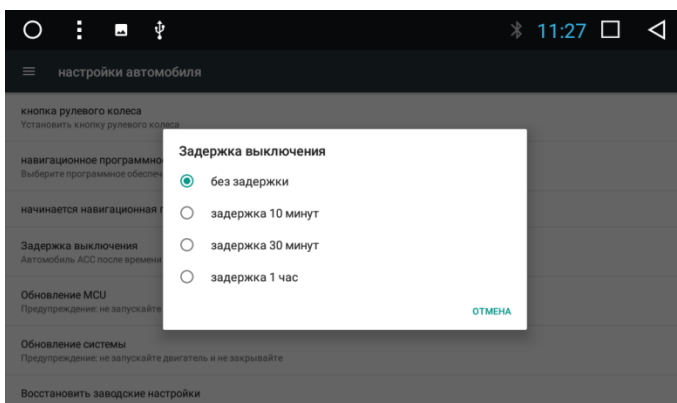 11:27
настройки автомобиля
кнопка рулевого колеса
Установить кнопку рулевого колеса
навигационное программно
Выберите программное обеспеч
начинается навигационная
Задержка выключения
Автомобиль ACC после времени
Обновление MCU
Предупреждение: не запускайте
Обновление системы
Предупреждение: не запускайте двигатель и не закрывайте
Восстановить заводские настройки
Задержка выключения
без задержки
задержка 10 минут
задержка 30 минут
задержка 1 час
ОТМЕНА